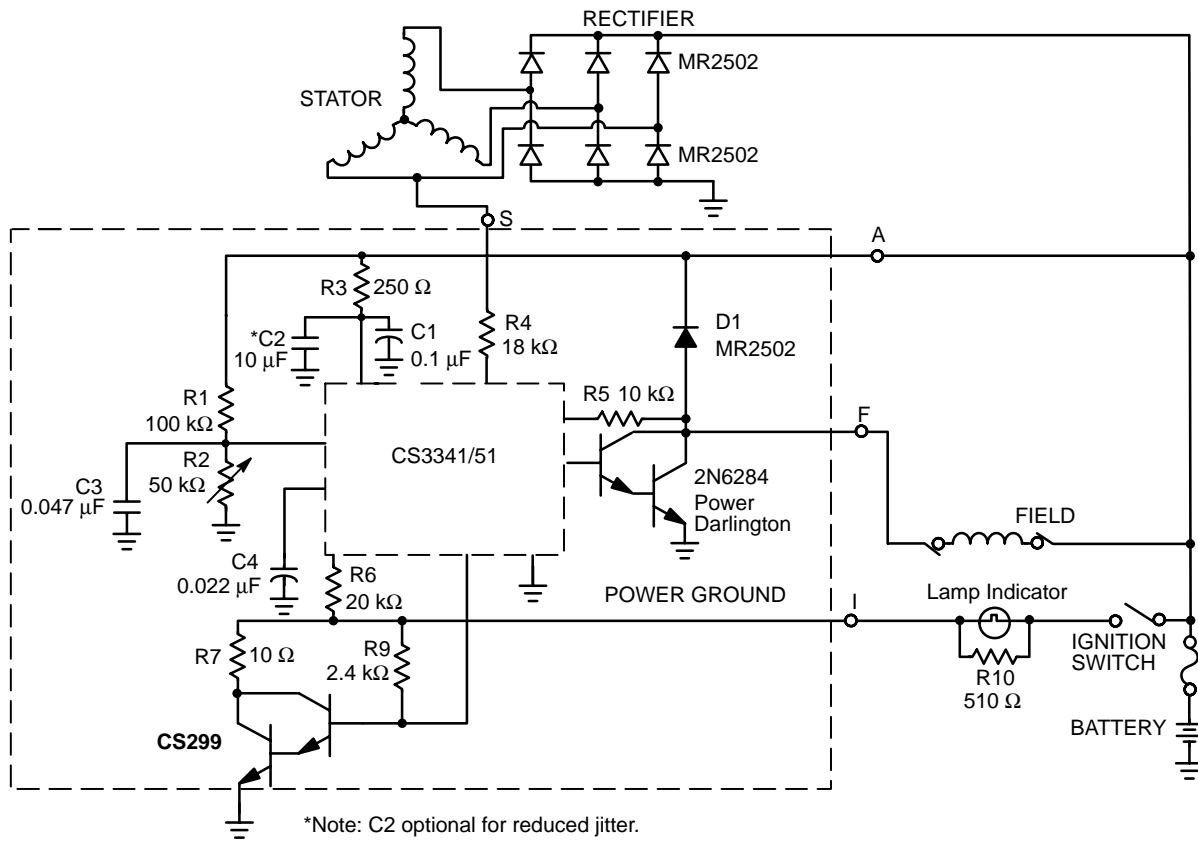 RECTIFIER
MR2502
STATOR
MR2502
S
A
R3
250 Ω
*C2
10 μF
C1
0.1 μF
R4
18 kΩ
D1
MR2502
R1
100 kΩ
R5 10 kΩ
F
CS3341/51
R2
50 kΩ
C3
0.047 μF
2N6284
Power
Darlington
FIELD
C4
0.022 μF
R6
20 kΩ
POWER GROUND
I
Lamp Indicator
R7
10 Ω
R9
2.4 kΩ
R10
510 Ω
IGNITION
SWITCH
CS299
BATTERY
*Note: C2 optional for reduced jitter.